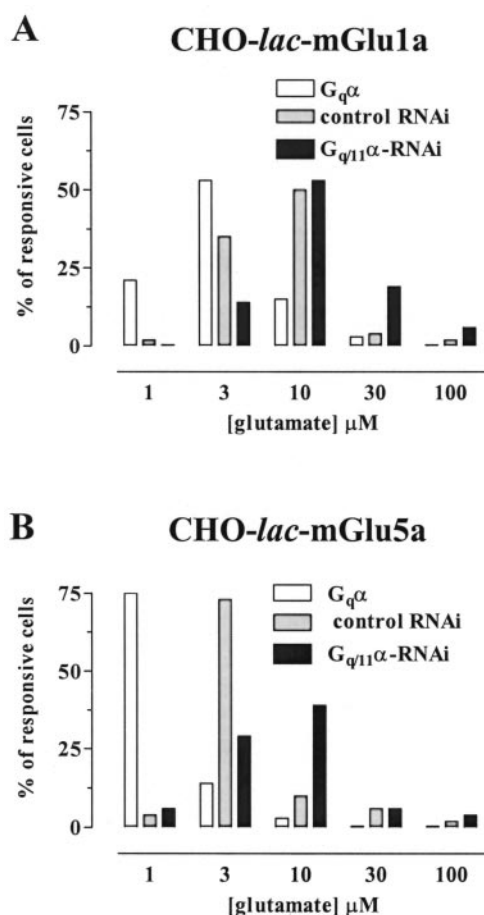 A
CHO-lac-mGlu1a
Gqα
control RNAi
Gq/11α-RNAi
% of responsive cells
75
50
25
0
1 3 10 30 100
[glutamate] μM
B
CHO-lac-mGlu5a
Gqα
control RNAi
Gq/11α-RNAi
% of responsive cells
75
50
25
0
1 3 10 30 100
[glutamate] μM